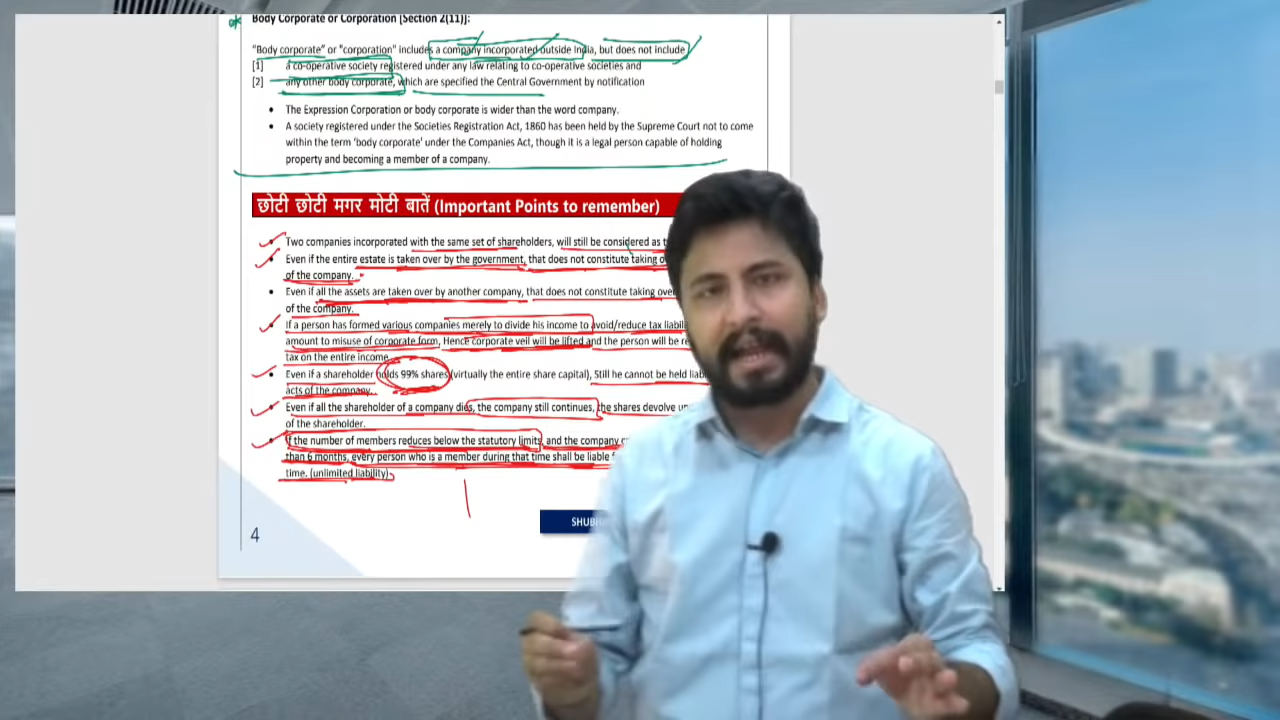 Body Corporate or Corporation [Section 2(11)]:
"Body corporate" or "corporation" includes a company incorporated outside India, but does not include
[1] a co-operative society registered under any law relating to co-operative societies and
[2] any other body corporate, which are specified the Central Government by notification
• The Expression Corporation or body corporate is wider than the word company.
• A society registered under the Societies Registration Act, 1860 has been held by the Supreme Court not to come
within the term 'body corporate' under the Companies Act, though it is a legal person capable of holding
property and becoming a member of a company.
छोटी छोटी मगर मोटी बातें (Important Points to remember)
• Two companies incorporated with the same set of shareholders, will still be considered as
• Even if the entire estate is taken over by the government, that does not constitute taking
of the company.
• Even if all the assets are taken over by another company, that does not constitute taking over
of the company.
• If a person has formed various companies merely to divide his income to avoid/reduce tax
amount to misuse of corporate form, Hence corporate veil will be lifted and the person will be
tax on the entire income
• Even if a shareholder holds 99% shares (virtually the entire share capital), Still he cannot be held
acts of the company.
• Even if all the shareholder of a company dies, the company still continues, the shares devolve
of the shareholder.
• If the number of members reduces below the statutory limits, and the company
than 6 months, every person who is a member during that time shall be liable
time. (unlimited liability).
4